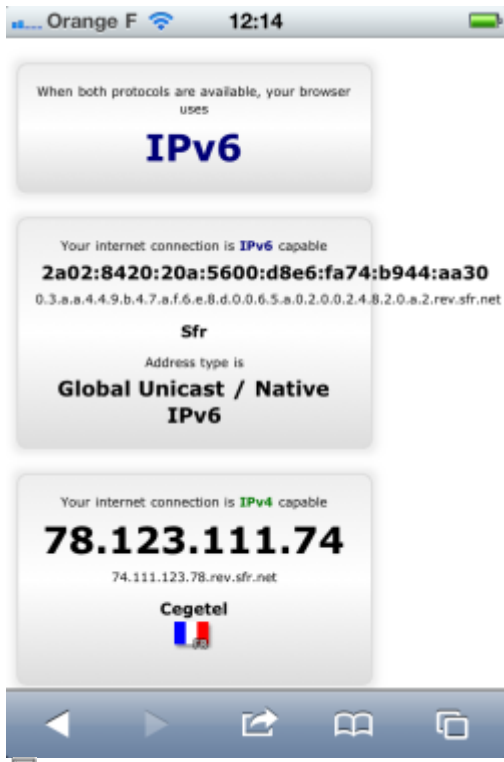 Orange F 12:14
When both protocols are available, your browser
uses
IPv6
Your internet connection is IPv6 capable
2a02:8420:20a:5600:d8e6:fa74:b944:aa30
0.3.a.a.4.4.9.b.4.7.a.f.6.e.8.d.0.0.6.5.a.0.2.0.0.2.4.8.2.0.a.2.rev.sfr.net
Sfr
Address type is
Global Unicast / Native
IPv6
Your internet connection is IPv4 capable
78.123.111.74
74.111.123.78.rev.sfr.net
Cegetel
FR